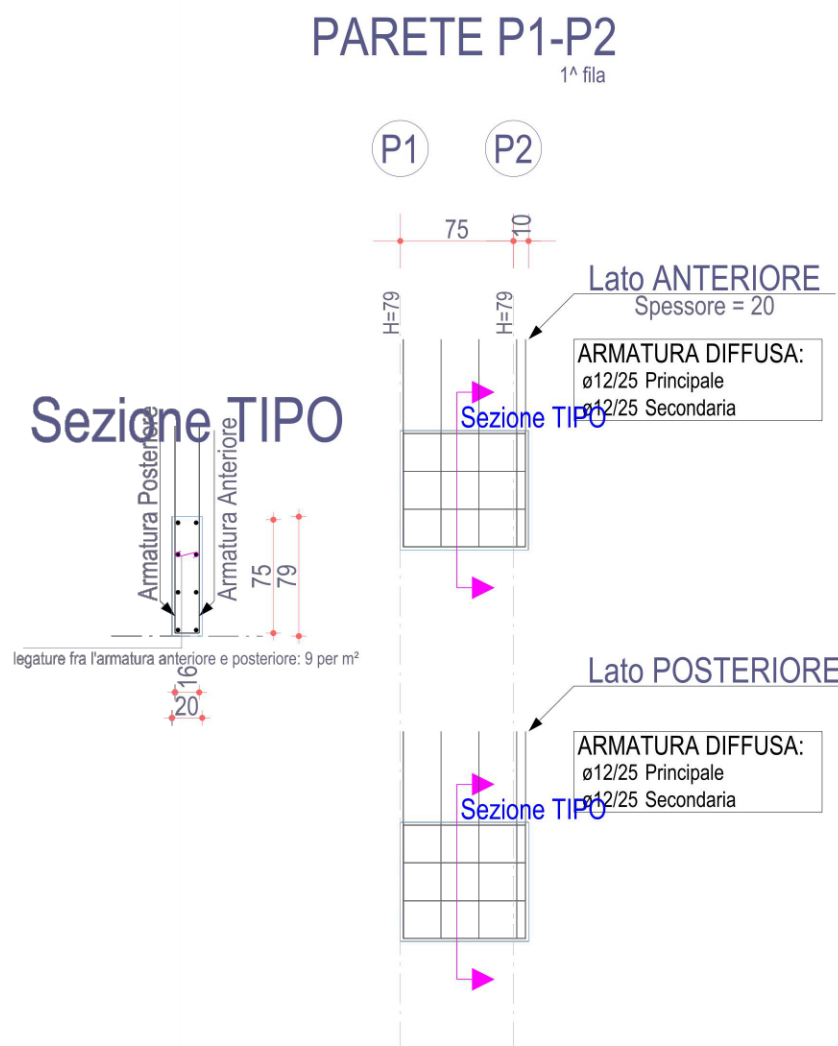 PARETE P1-P2
1^ fila
P1
P2
75
10
H=79
H=79
Lato ANTERIORE
Spessore = 20
ARMATURA DIFFUSA:
ø12/25 Principale
ø12/25 Secondaria
Sezione TIPO
Sezione TIPO
Armatura Posteriore
Armatura Anteriore
75
79
legature fra l'armatura anteriore e posteriore: 9 per m²
16
20
Lato POSTERIORE
ARMATURA DIFFUSA:
ø12/25 Principale
ø12/25 Secondaria
Sezione TIPO